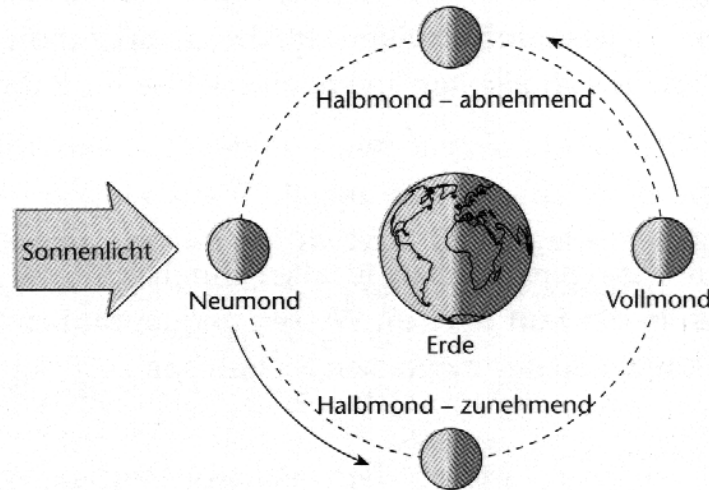 Halbmond – abnehmend
Sonnenlicht
Neumond
Vollmond
Erde
Halbmond – zunehmend